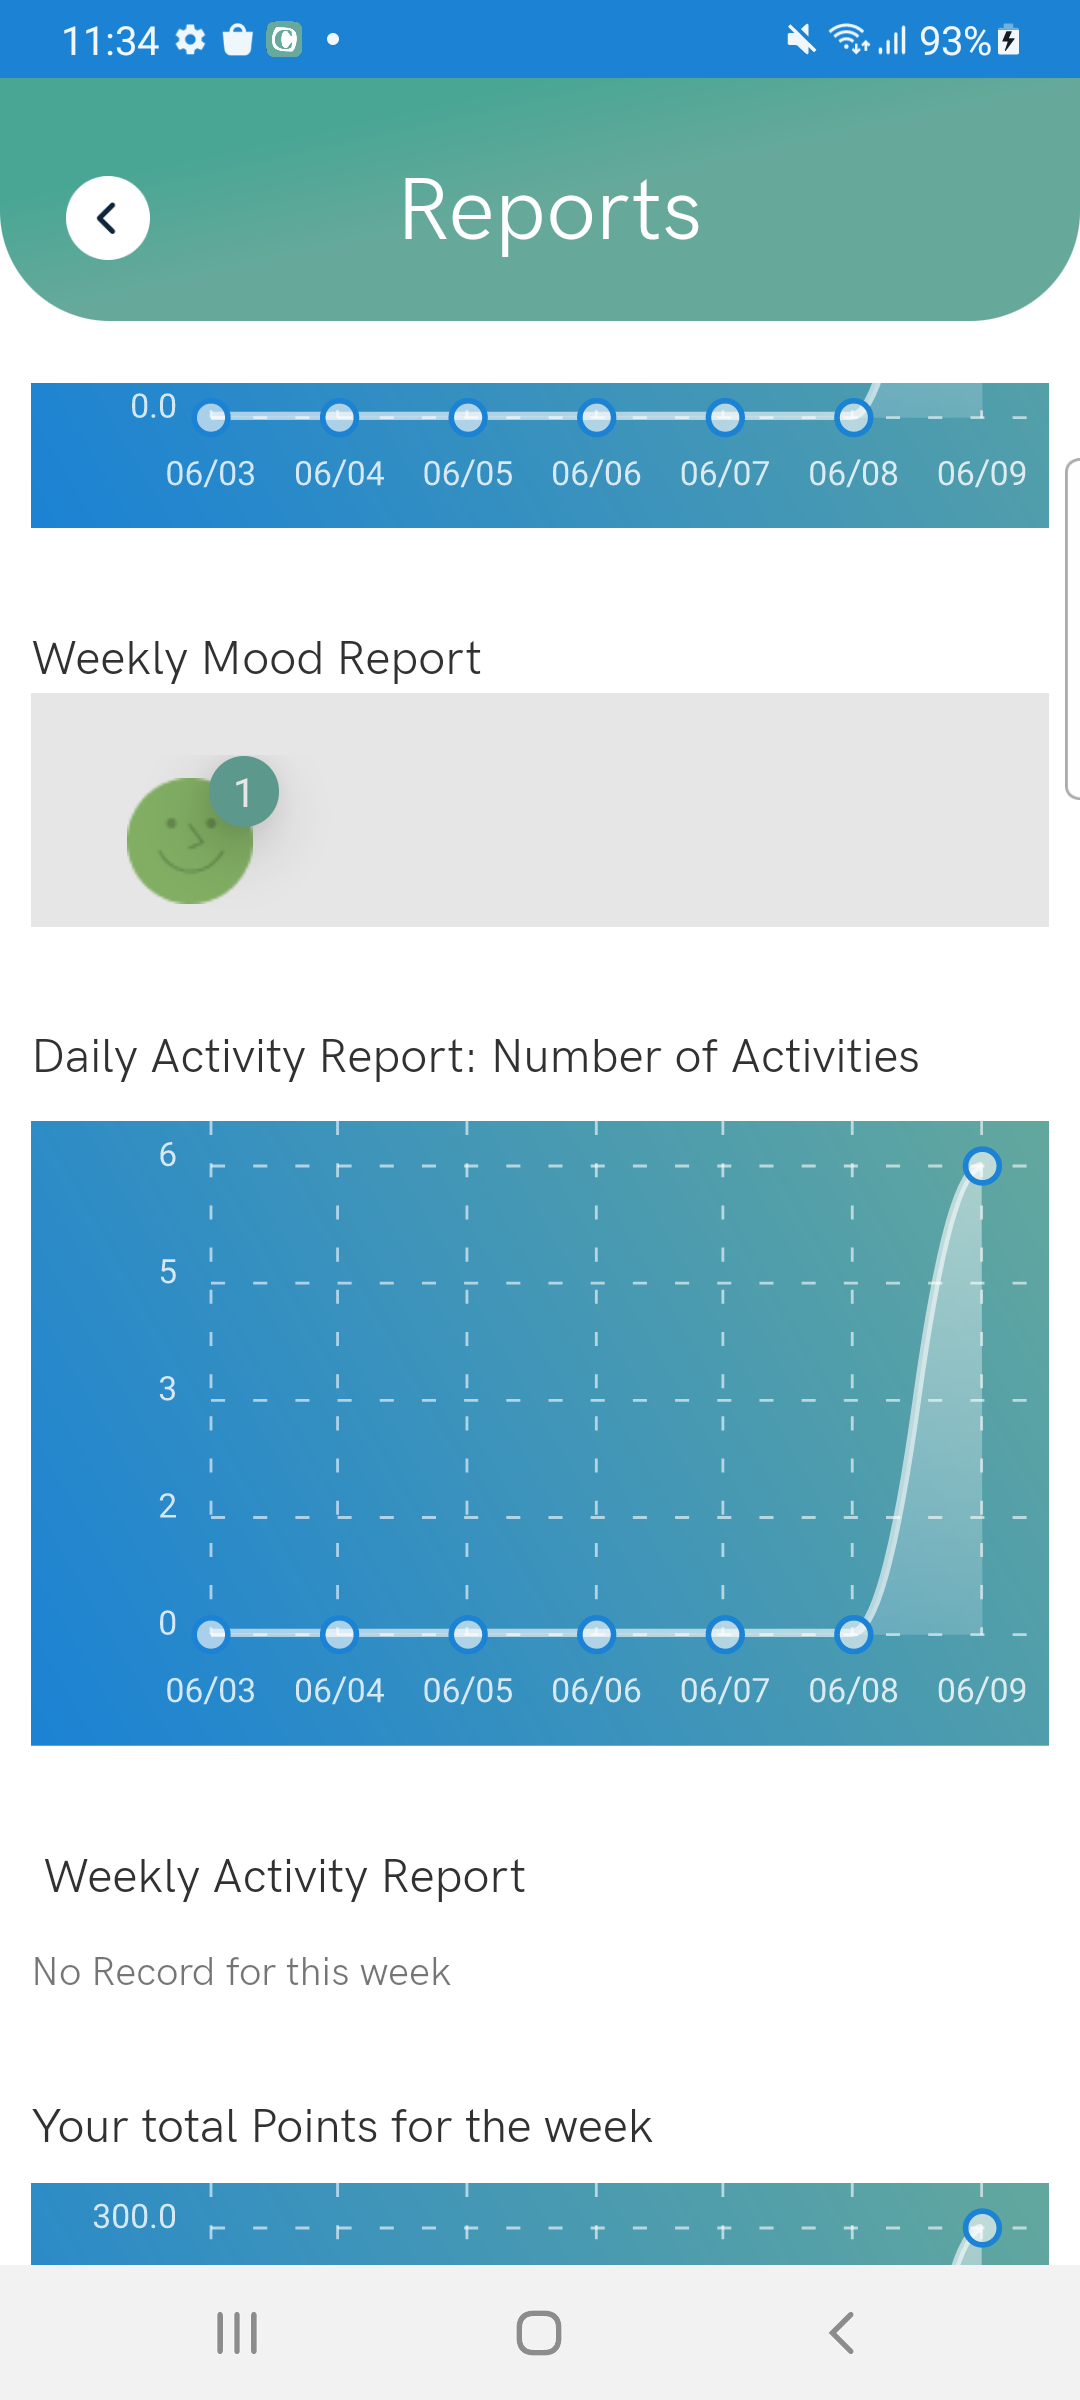 11:34
93%
Reports
0.0
06/03 06/04 06/05 06/06 06/07 06/08 06/09
Weekly Mood Report
1
Daily Activity Report: Number of Activities
6
5
3
2
0
06/03 06/04 06/05 06/06 06/07 06/08 06/09
Weekly Activity Report
No Record for this week
Your total Points for the week
300.0